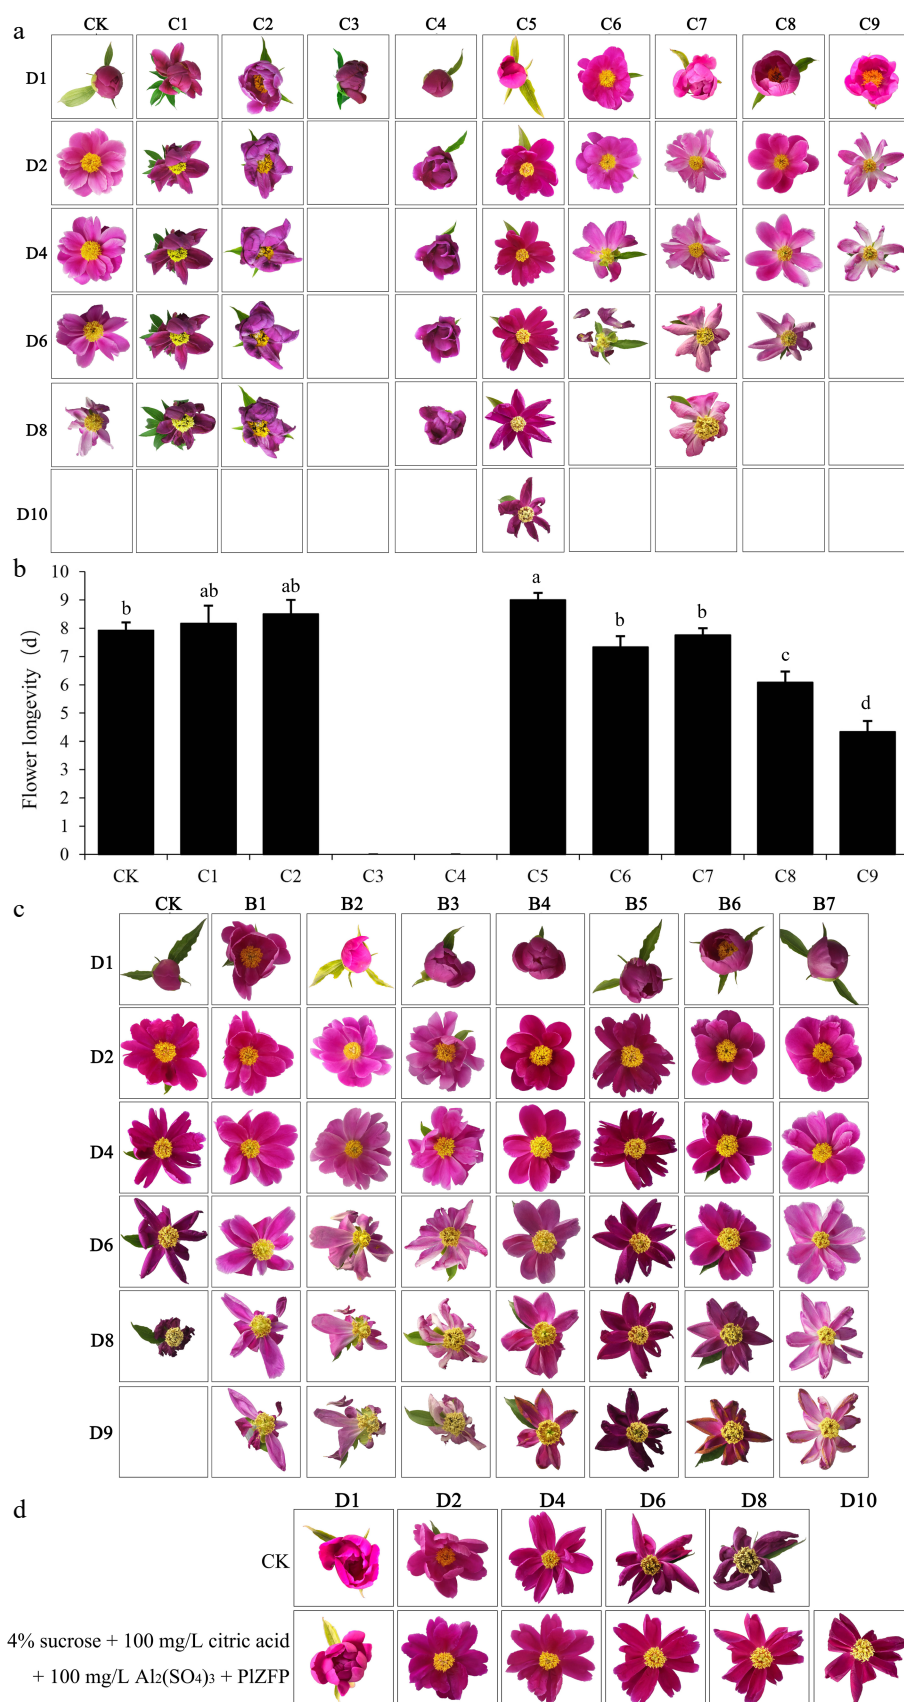 a
CK C1 C2 C3 C4 C5 C6 C7 C8 C9
D1
D2
D4
D6
D8
D10
b
Flower longevity (d)
10
9
8
7
6
5
4
3
2
1
0
b ab ab a b b c d
CK C1 C2 C3 C4 C5 C6 C7 C8 C9
c
CK B1 B2 B3 B4 B5 B6 B7
D1
D2
D4
D6
D8
D9
d
D1 D2 D4 D6 D8 D10
CK
4% sucrose + 100 mg/L citric acid
+ 100 mg/L Al₂(SO₄)₃ + PlZFP